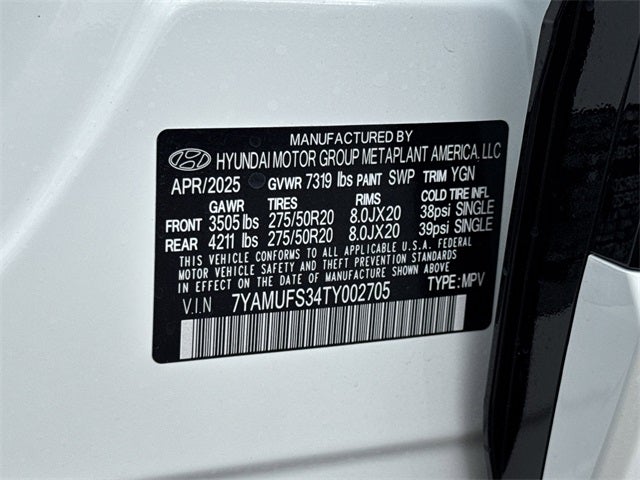 MANUFACTURED BY
HYUNDAI MOTOR GROUP METAPLANT AMERICA, LLC
APR/2025 GVWR 7319 lbs PAINT SWP TRIM YGN
GAWR TIRES RIMS COLD TIRE INFL
FRONT 3505 lbs 275/50R20 8.0JX20 38psi SINGLE
REAR 4211 lbs 275/50R20 8.0JX20 39psi SINGLE
THIS VEHICLE CONFORMS TO ALL APPLICABLE U.S.A. FEDERAL
MOTOR VEHICLE SAFETY BUMPER, AND THEFT PREVENTION STANDARDS
IN EFFECT ON THE DATE OF MANUFACTURE SHOWN ABOVE.
V.I.N 7YAMUFS34TY002705 TYPE : MPV